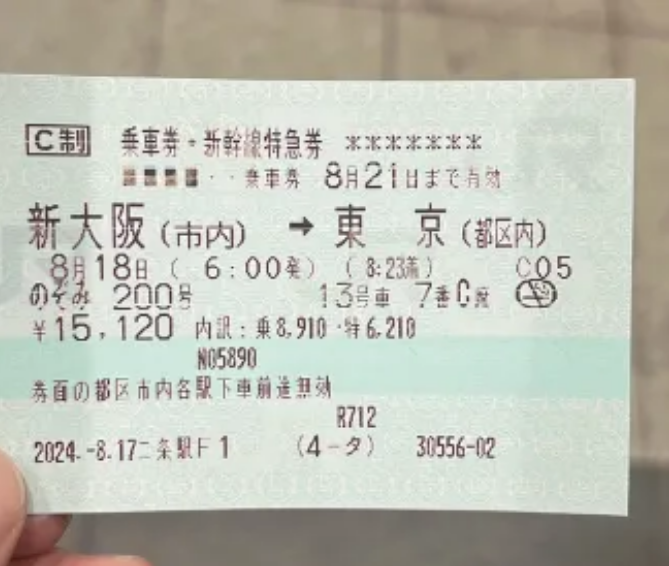 C制 乗車券・新幹線特急券 *******
■■■■・・乗車券 8月21日まで有効
新大阪(市内) → 東 京(都区内)
8月18日( 6:00発) ( 8:23着) C05
のぞみ 200号 13号車 7番C席
¥15,120 内訳:乗8,910・特6,210
N05890
券面の都区市内各駅下車前途無効
R712
2024.-8.17二条駅F1 (4-タ) 30556-02